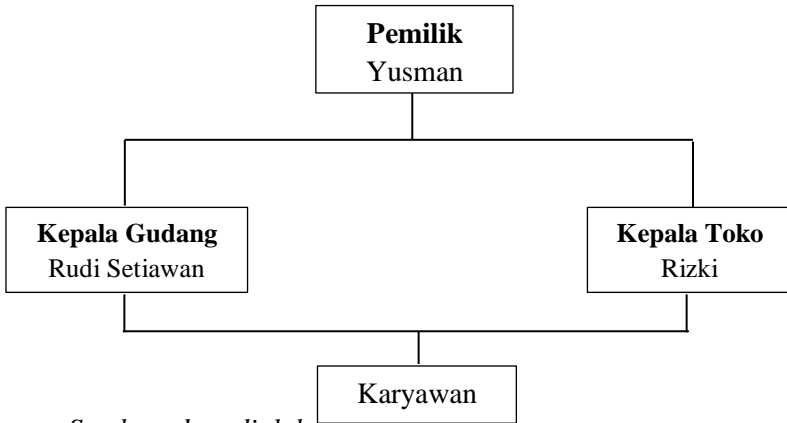 Pemilik
Yusman
Kepala Gudang
Rudi Setiawan
Kepala Toko
Rizki
Karyawan